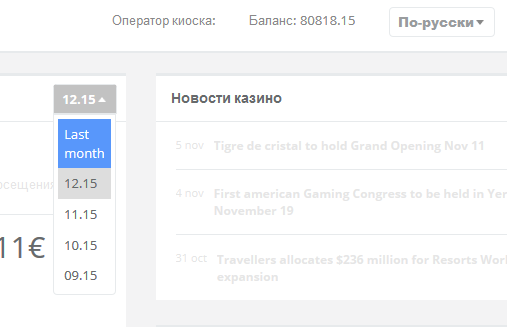 Оператор киоска: Баланс: 80818.15 По-русски
12.15
Новости казино
Last
month
12.15
11.15
10.15
09.15
осещения
11€
5 nov Tigre de cristal to hold Grand Opening Nov 11
4 nov First american Gaming Congress to be held in Yer
November 19
31 oct Travellers allocates $236 million for Resorts Worl
expansion